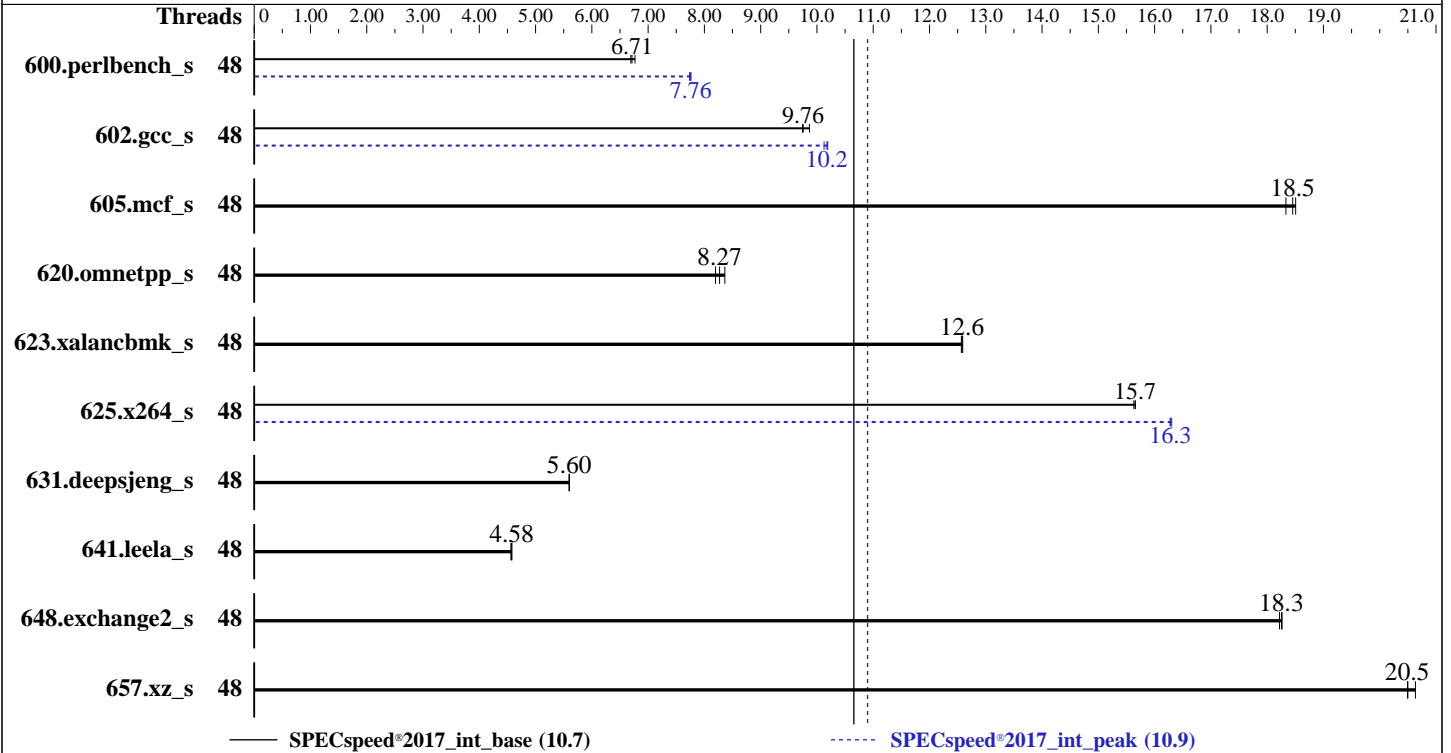 Threads 0 1.00 2.00 3.00 4.00 5.00 6.00 7.00 8.00 9.00 10.0 11.0 12.0 13.0 14.0 15.0 16.0 17.0 18.0 19.0 21.0
600.perlbench_s 48 6.71
7.76
602.gcc_s 48 9.76
10.2
605.mcf_s 48 18.5
620.omnetpp_s 48 8.27
623.xalancbmk_s 48 12.6
625.x264_s 48 15.7
16.3
631.deepsjeng_s 48 5.60
641.leela_s 48 4.58
648.exchange2_s 48 18.3
657.xz_s 48 20.5
SPECspeed®2017_int_base (10.7) SPECspeed®2017_int_peak (10.9)